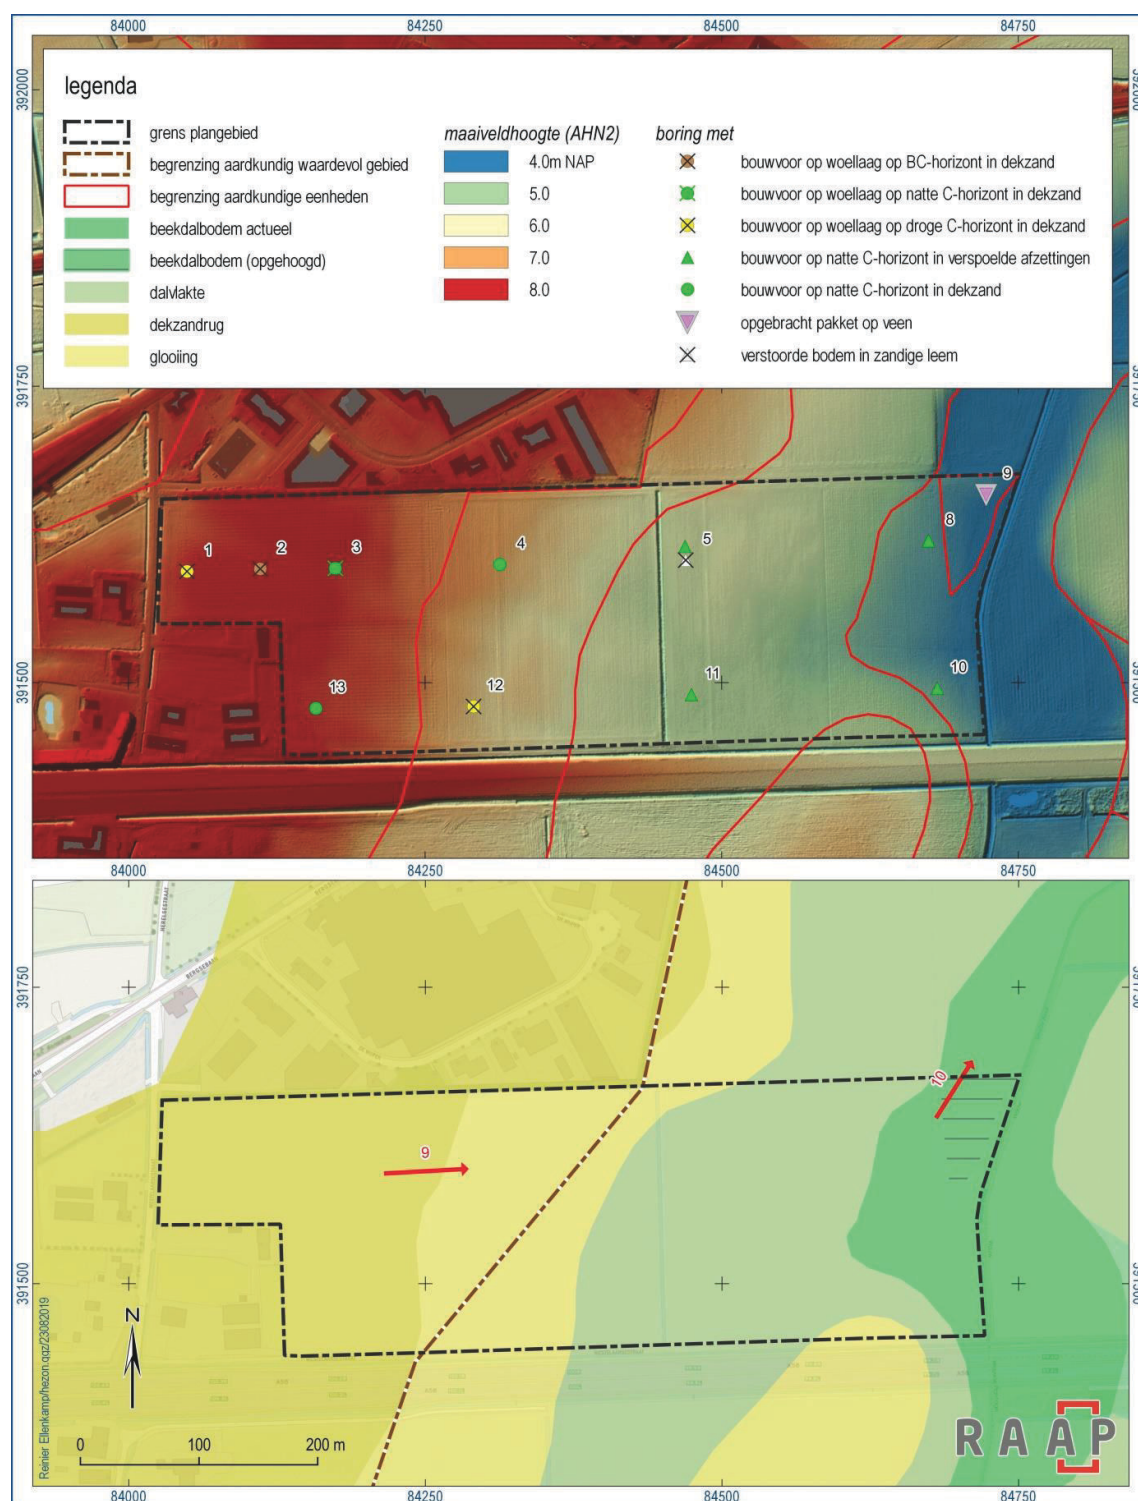 84000 84250 84500 84750
392000 392000
legenda
grens plangebied
begrenzing aardkundig waardevol gebied
begrenzing aardkundige eenheden
beekdalbodem actueel
beekdalbodem (opgehoogd)
dalvlakte
dekzandrug
glooiing
maaiveldhoogte (AHN2)
4.0m NAP
5.0
6.0
7.0
8.0
boring met
bouwvoor op woellaag op BC-horizont in dekzand
bouwvoor op woellaag op natte C-horizont in dekzand
bouwvoor op woellaag op droge C-horizont in dekzand
bouwvoor op natte C-horizont in verspoelde afzettingen
bouwvoor op natte C-horizont in dekzand
opgebracht pakket op veen
verstoorde bodem in zandige leem
391750 391750
9
8
1 2 3 4 5
391500 391500
13 12 11 10
84000 84250 84500 84750
MERELSESTRAAT
391750 391750
10
9
391500 391500
N
0 100 200 m
Reinier Ellenkamp/hezon.qgz/23082019
RAAP
84000 84250 84500 84750